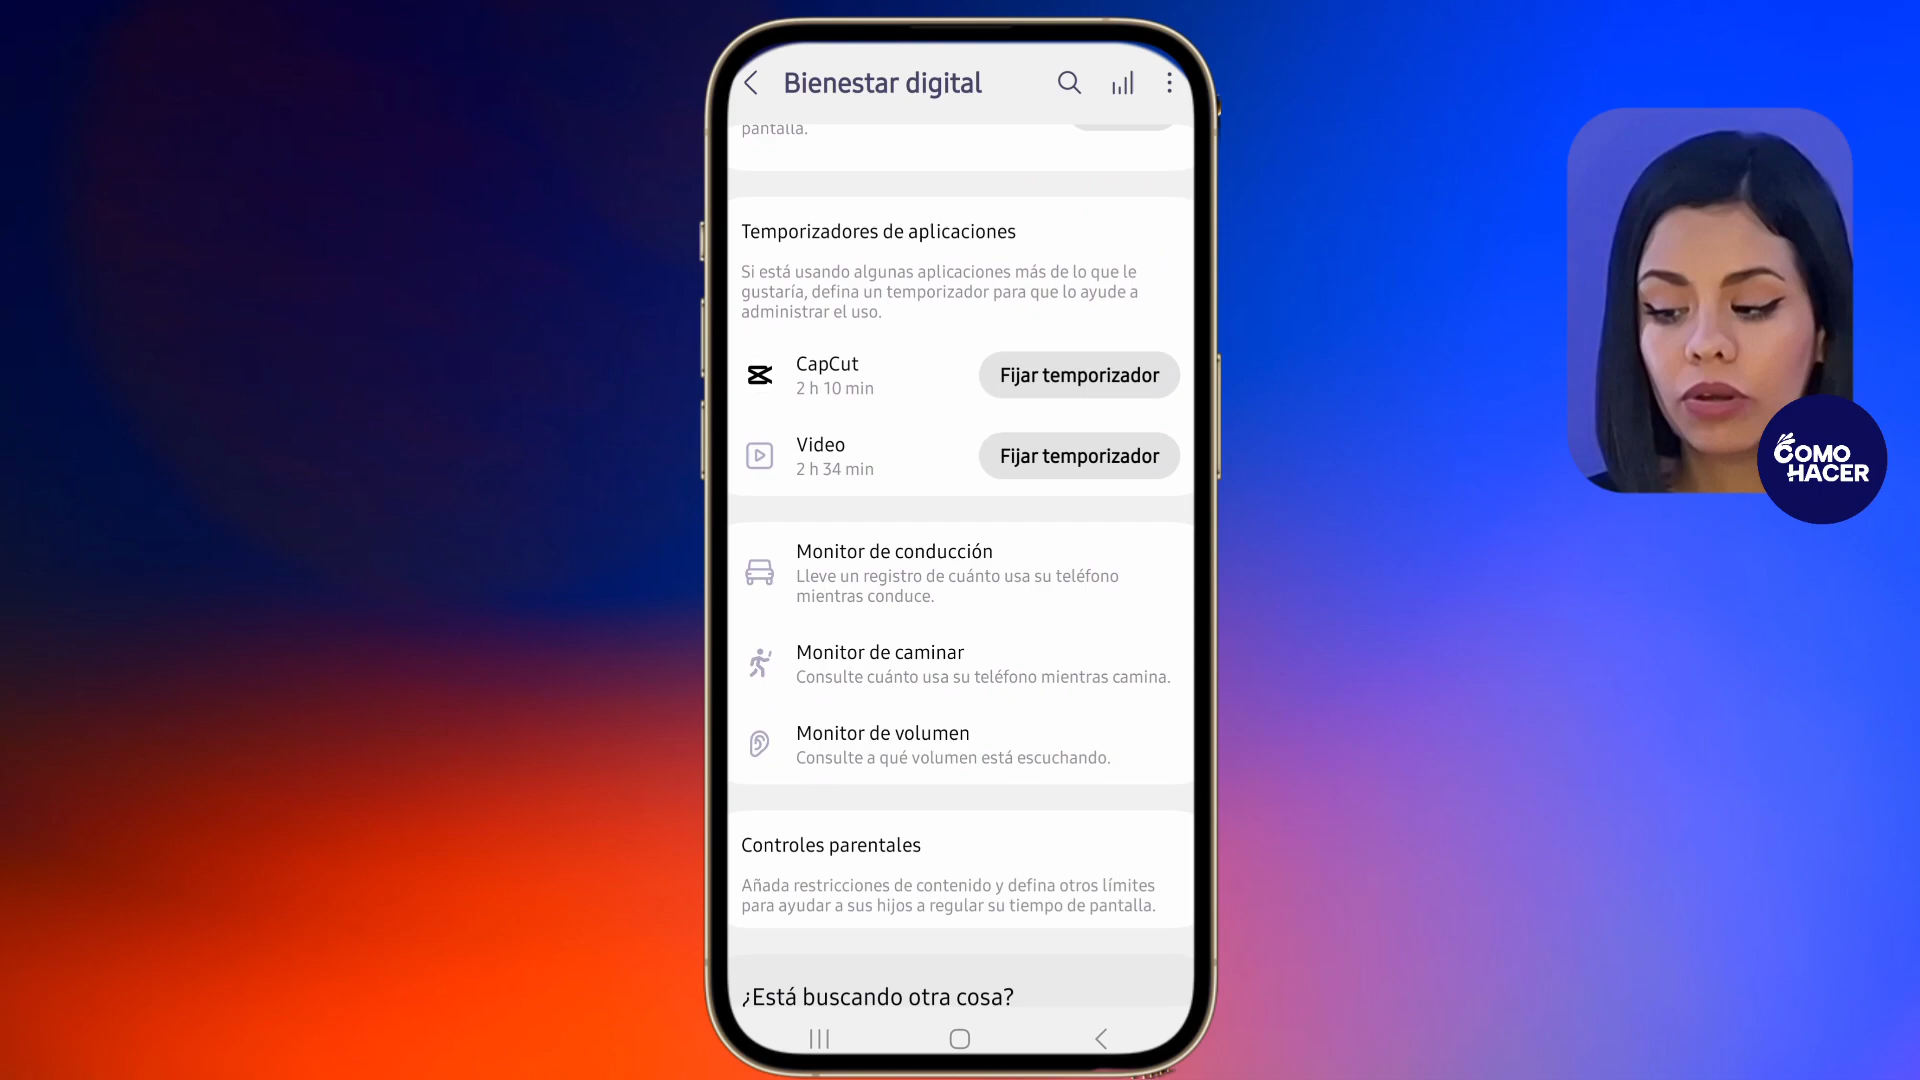 Bienestar digital
pantalla.
Temporizadores de aplicaciones
Si está usando algunas aplicaciones más de lo que le
gustaría, defina un temporizador para que lo ayude a
administrar el uso.
CapCut
2 h 10 min
Fijar temporizador
Video
2 h 34 min
Fijar temporizador
Monitor de conducción
Lleve un registro de cuánto usa su teléfono
mientras conduce.
Monitor de caminar
Consulte cuánto usa su teléfono mientras camina.
Monitor de volumen
Consulte a qué volumen está escuchando.
Controles parentales
Añada restricciones de contenido y defina otros límites
para ayudar a sus hijos a regular su tiempo de pantalla.
¿Está buscando otra cosa?
COMO
HACER